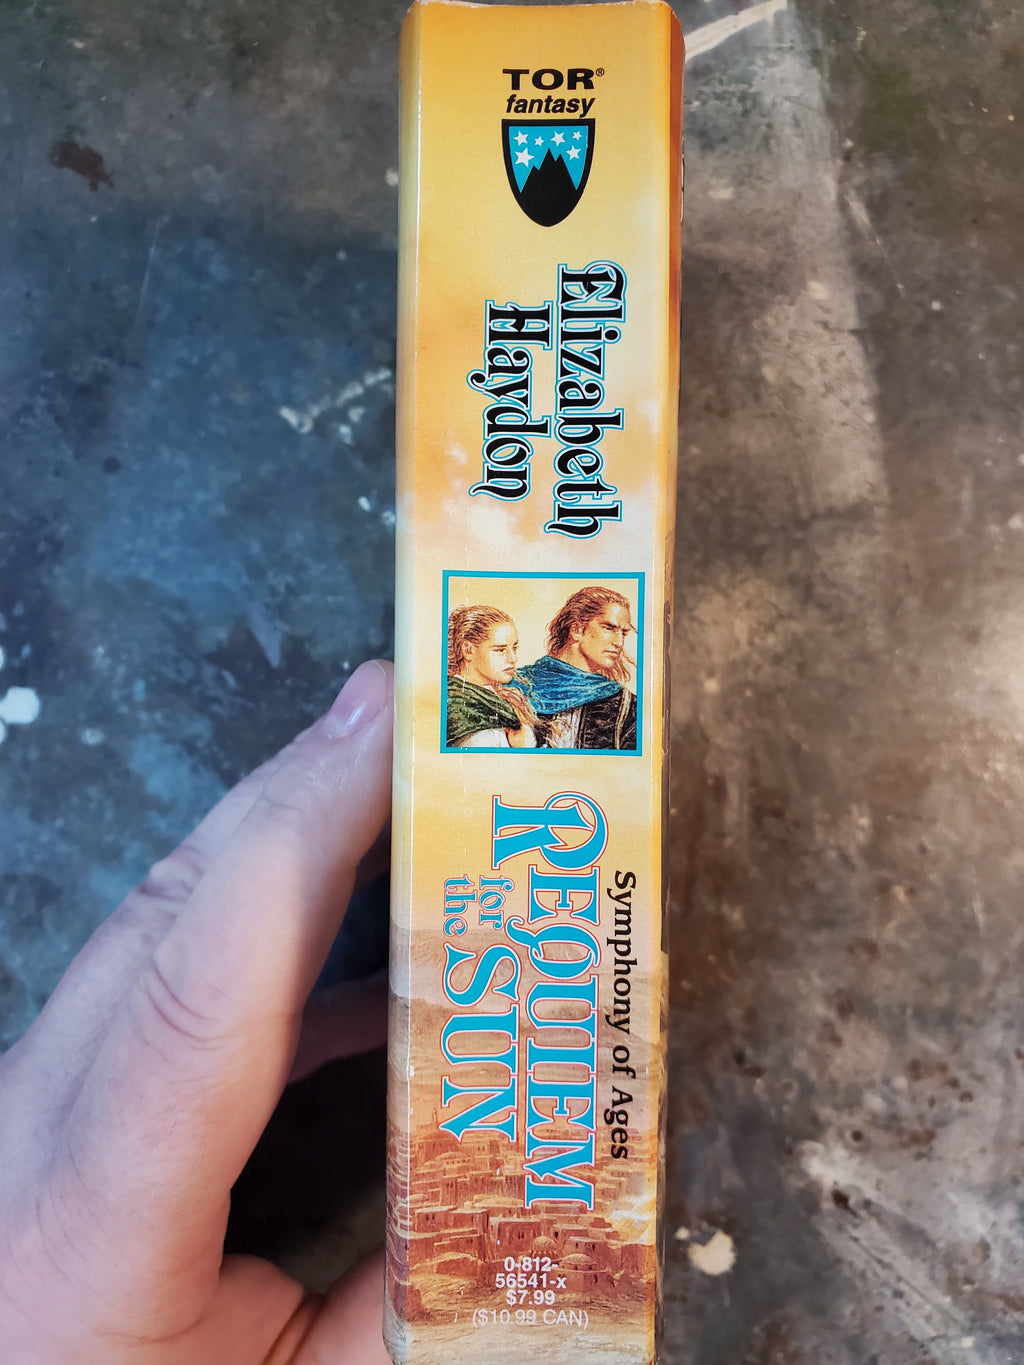 TOR®
fantasy
Elizabeth
Haydon
Symphony of Ages
REQUIEM
for
the
SUN
0-812-
56541-x
$7.99
($10.99 CAN)